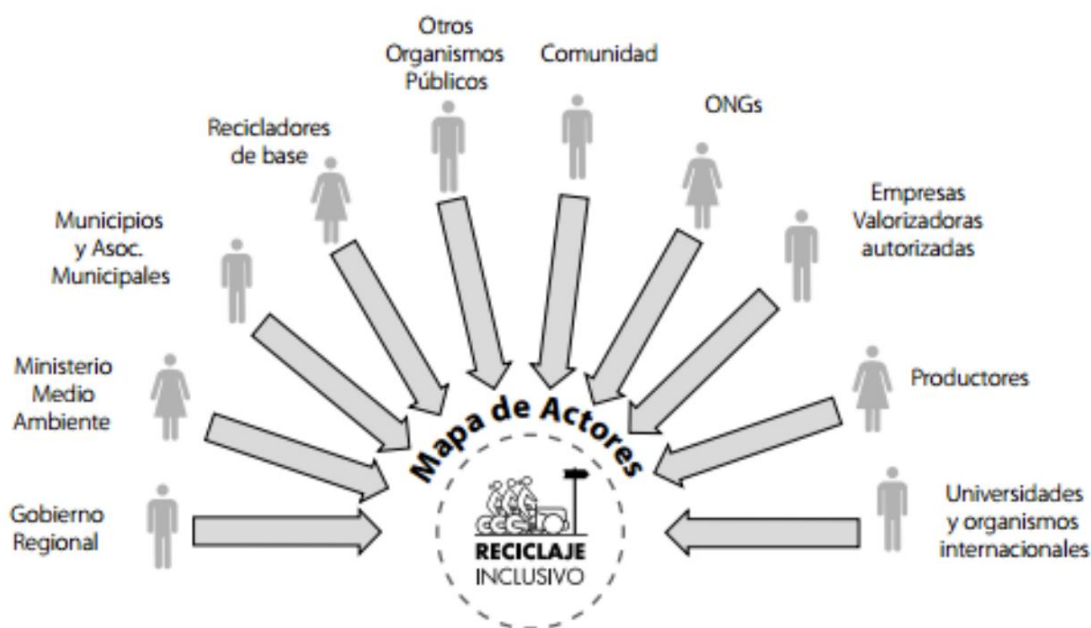 Otros
Organismos
Públicos
Comunidad
ONGs
Recicladores
de base
Empresas
Valorizadoras
autorizadas
Municipios
y Asoc.
Municipales
Ministerio
Medio
Ambiente
Productores
Mapa de Actores
Gobierno
Regional
RECICLAJE
INCLUSIVO
Universidades
y organismos
internacionales